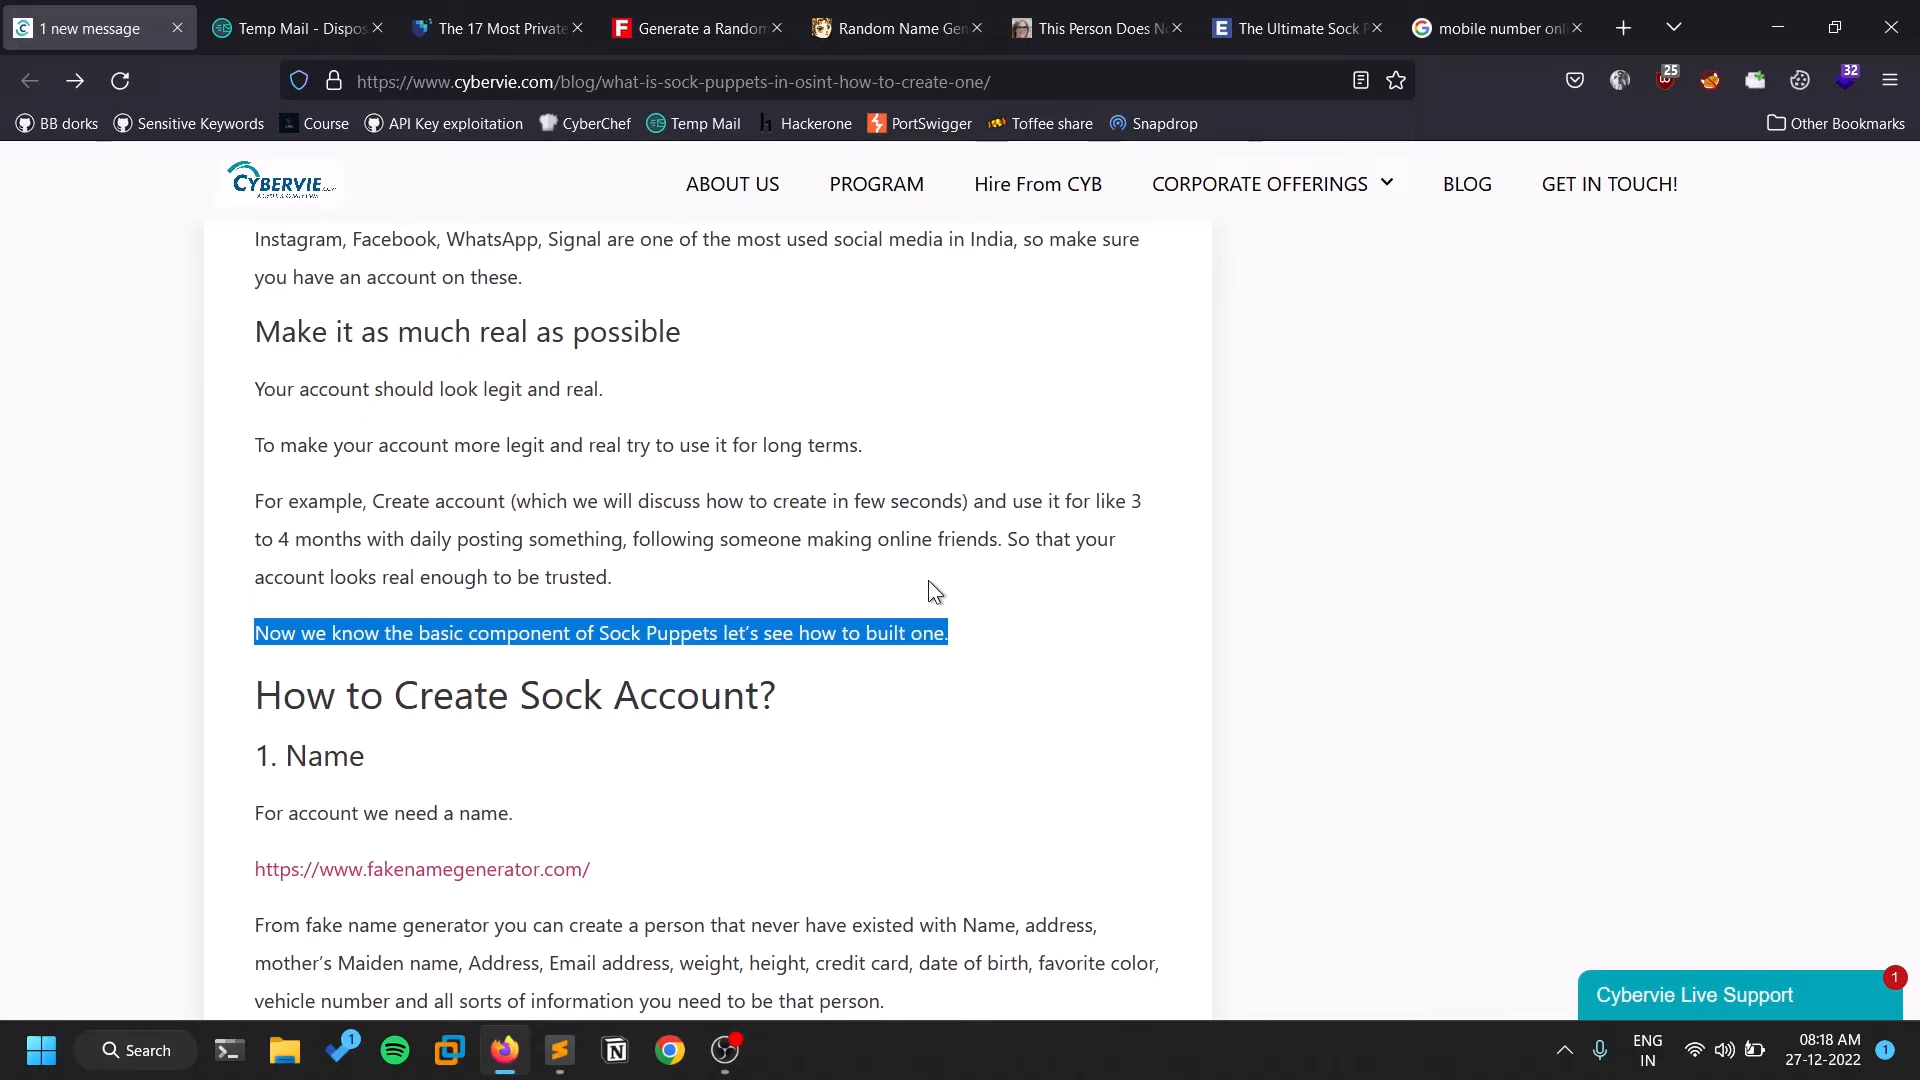 1 new message
Temp Mail - Dispos
The 17 Most Private
Generate a Random
Random Name Gen
This Person Does No
The Ultimate Sock P
mobile number onl
https://www.cybervie.com/blog/what-is-sock-puppets-in-osint-how-to-create-one/
25
32
BB dorks
Sensitive Keywords
Course
API Key exploitation
CyberChef
Temp Mail
Hackerone
PortSwigger
Toffee share
Snapdrop
Other Bookmarks
CYBERVIE
ABOUT US
PROGRAM
Hire From CYB
CORPORATE OFFERINGS
BLOG
GET IN TOUCH!
Instagram, Facebook, WhatsApp, Signal are one of the most used social media in India, so make sure
you have an account on these.
Make it as much real as possible
Your account should look legit and real.
To make your account more legit and real try to use it for long terms.
For example, Create account (which we will discuss how to create in few seconds) and use it for like 3
to 4 months with daily posting something, following someone making online friends. So that your
account looks real enough to be trusted.
Now we know the basic component of Sock Puppets let’s see how to built one.
How to Create Sock Account?
1. Name
For account we need a name.
https://www.fakenamegenerator.com/
From fake name generator you can create a person that never have existed with Name, address,
mother’s Maiden name, Address, Email address, weight, height, credit card, date of birth, favorite color,
vehicle number and all sorts of information you need to be that person.
1
Cybervie Live Support
Search
1
ENG
IN
08:18 AM
27-12-2022
1